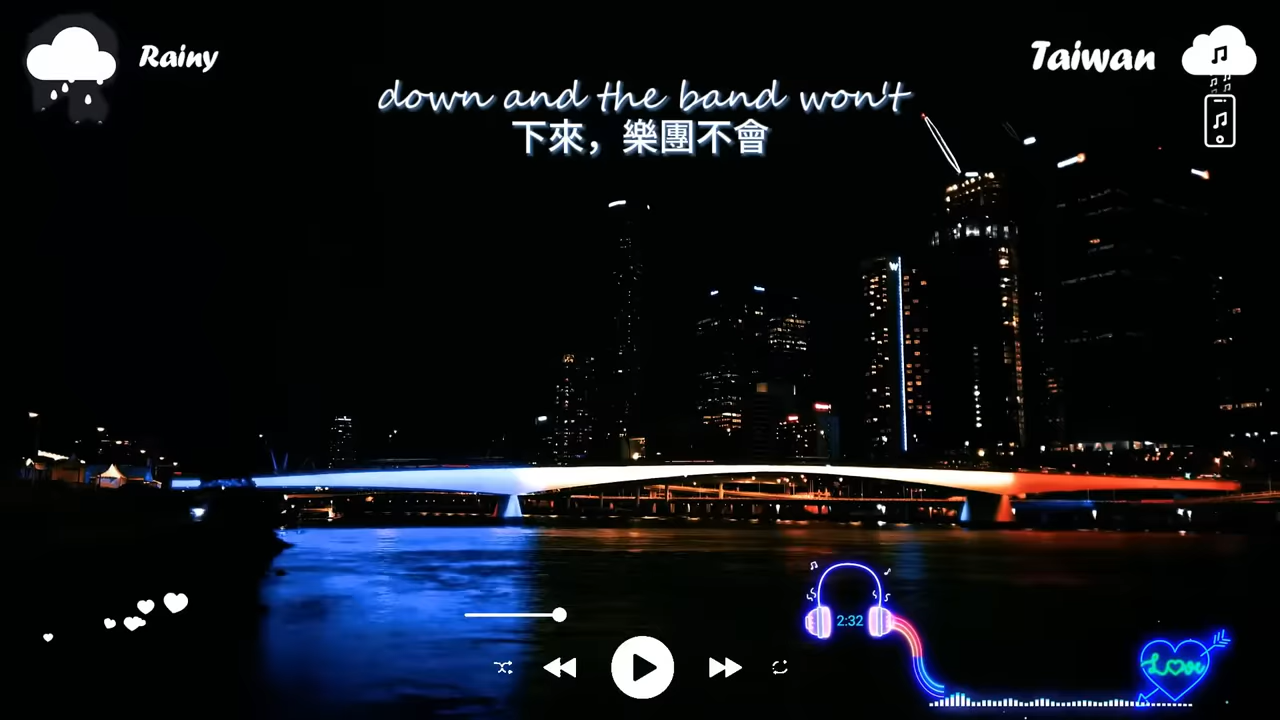 Rainy
Taiwan
down and the band won't
下來，樂團不會
W
2:32
Love